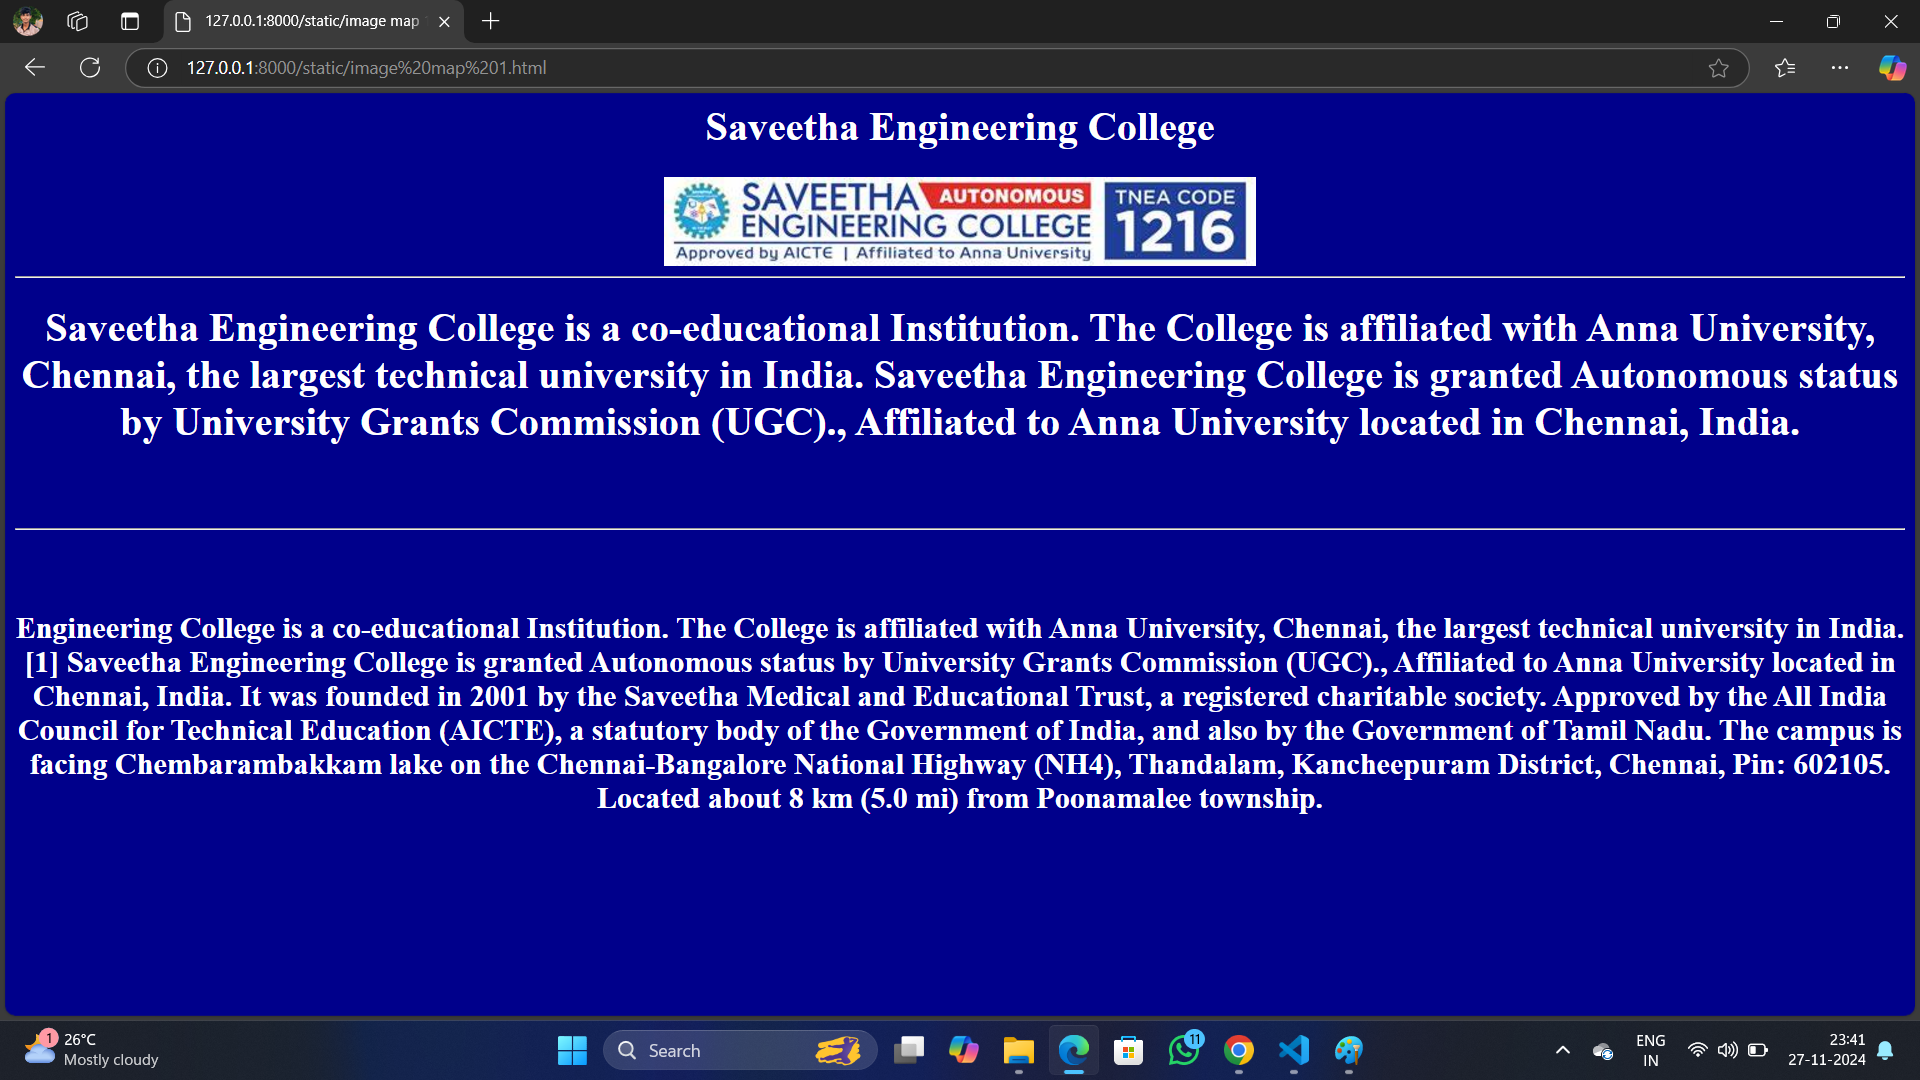 127.0.0.1:8000/static/image map
127.0.0.1:8000/static/image%20map%201.html
Saveetha Engineering College
SAVEETHA AUTONOMOUS
ENGINEERING COLLEGE
Approved by AICTE | Affiliated to Anna University
TNEA CODE
1216
Saveetha Engineering College is a co-educational Institution. The College is affiliated with Anna University,
Chennai, the largest technical university in India. Saveetha Engineering College is granted Autonomous status
by University Grants Commission (UGC)., Affiliated to Anna University located in Chennai, India.
Engineering College is a co-educational Institution. The College is affiliated with Anna University, Chennai, the largest technical university in India.
[1] Saveetha Engineering College is granted Autonomous status by University Grants Commission (UGC)., Affiliated to Anna University located in
Chennai, India. It was founded in 2001 by the Saveetha Medical and Educational Trust, a registered charitable society. Approved by the All India
Council for Technical Education (AICTE), a statutory body of the Government of India, and also by the Government of Tamil Nadu. The campus is
facing Chembarambakkam lake on the Chennai-Bangalore National Highway (NH4), Thandalam, Kancheepuram District, Chennai, Pin: 602105.
Located about 8 km (5.0 mi) from Poonamalee township.
1
26°C
Mostly cloudy
Search
11
ENG
IN
23:41
27-11-2024